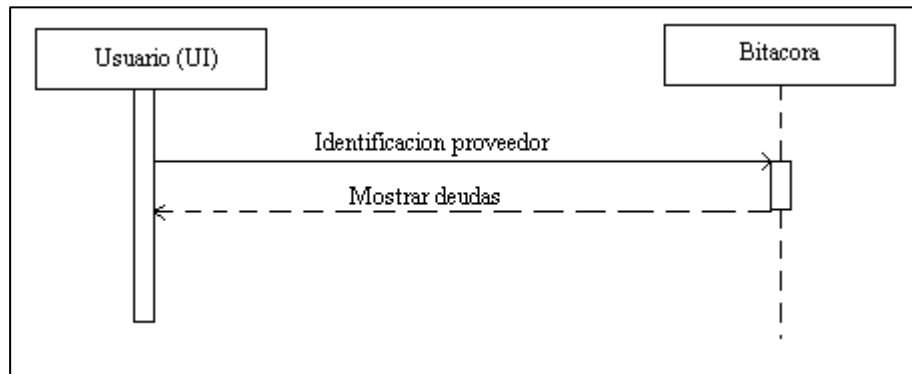 Usuario (UI)
Bitacora
Identificacion proveedor
Mostrar deudas